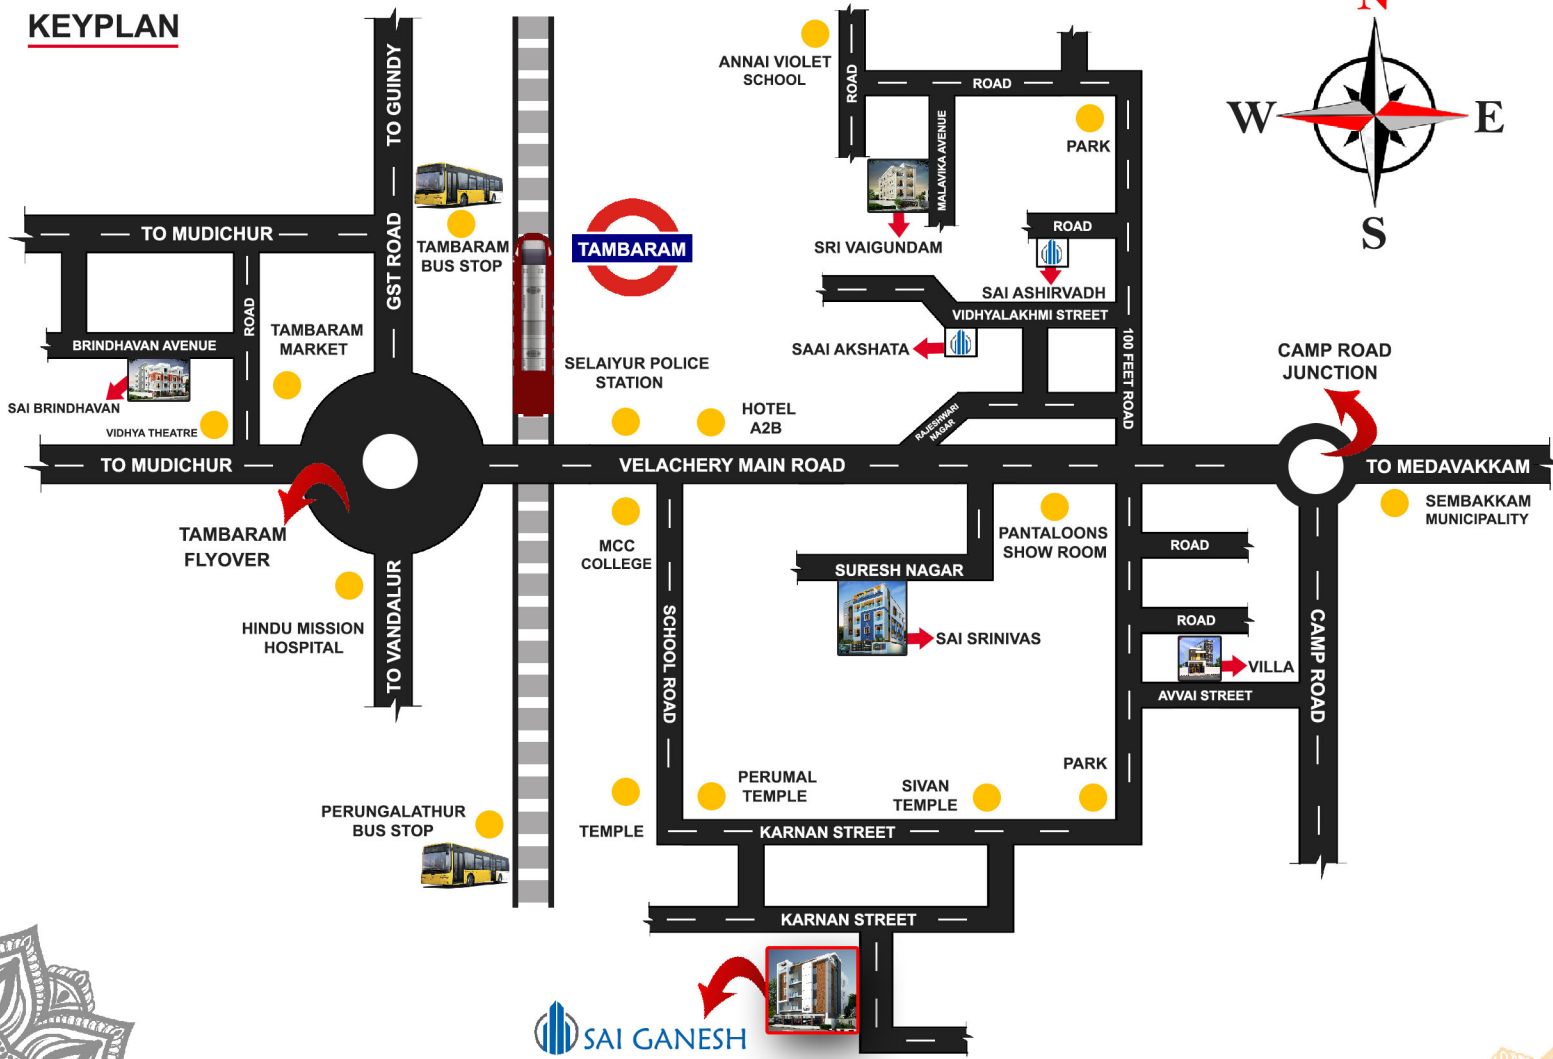 KEYPLAN
N
W
E
S
TO GUINDY
GST ROAD
ANNAI VIOLET
SCHOOL
ROAD
ROAD
MALAVIKA AVENUE
PARK
TO MUDICHUR
TAMBARAM
BUS STOP
TAMBARAM
SRI VAIGUNDAM
ROAD
SAI ASHIRVADH
VIDHYALAKHMI STREET
SAAI AKSHATA
100 FEET ROAD
ROAD
BRINDHAVAN AVENUE
TAMBARAM
MARKET
SELAIYUR POLICE
STATION
CAMP ROAD
JUNCTION
SAI BRINDHAVAN
VIDHYA THEATRE
HOTEL
A2B
RAJESHWARI
NAGAR
TO MUDICHUR
VELACHERY MAIN ROAD
TO MEDAVAKKAM
SEMBAKKAM
MUNICIPALITY
TAMBARAM
FLYOVER
MCC
COLLEGE
PANTALOONS
SHOW ROOM
ROAD
SURESH NAGAR
HINDU MISSION
HOSPITAL
TO VANDALUR
SCHOOL ROAD
SAI SRINIVAS
ROAD
VILLA
AVVAI STREET
CAMP ROAD
PERUNGALATHUR
BUS STOP
TEMPLE
PERUMAL
TEMPLE
SIVAN
TEMPLE
PARK
KARNAN STREET
KARNAN STREET
SAI GANESH